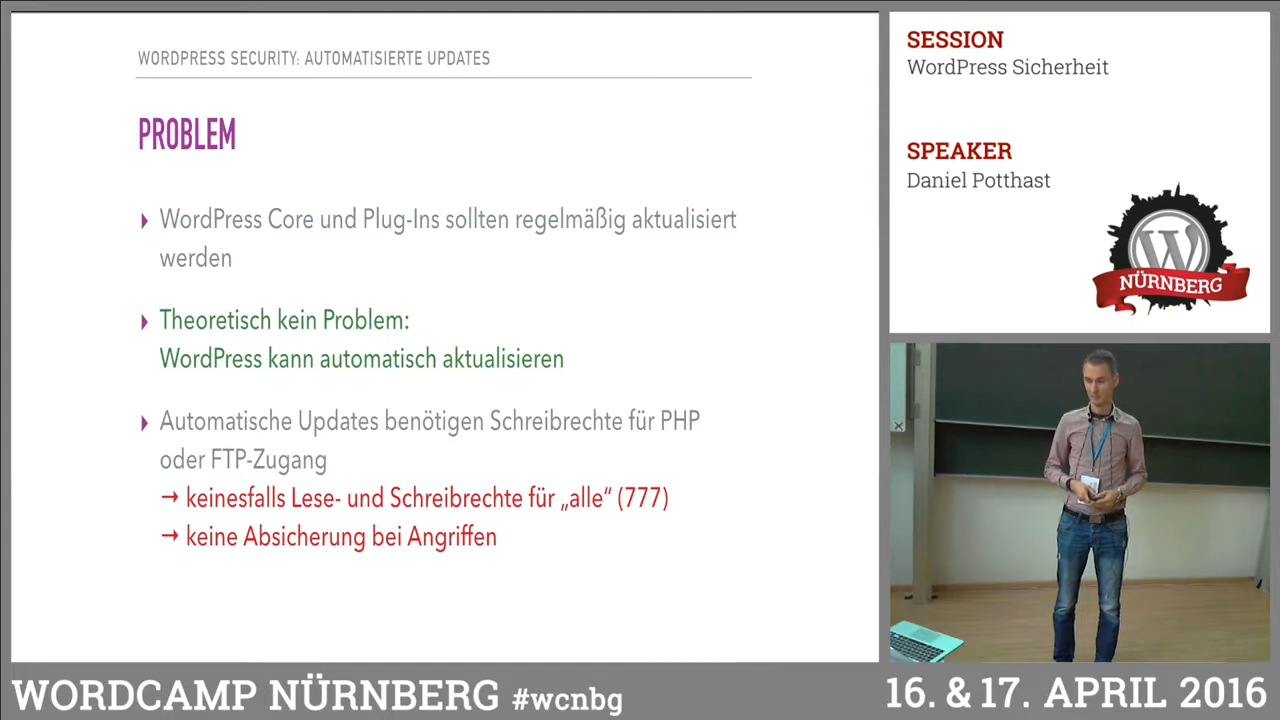 WORDPRESS SECURITY: AUTOMATISIERTE UPDATES
PROBLEM
WordPress Core und Plug-Ins sollten regelmäßig aktualisiert
werden
Theoretisch kein Problem:
WordPress kann automatisch aktualisieren
Automatische Updates benötigen Schreibrechte für PHP
oder FTP-Zugang
→ keinesfalls Lese- und Schreibrechte für „alle“ (777)
→ keine Absicherung bei Angriffen
SESSION
WordPress Sicherheit
SPEAKER
Daniel Potthast
W
NÜRNBERG
WORDCAMP NÜRNBERG #wcnbg
16. & 17. APRIL 2016